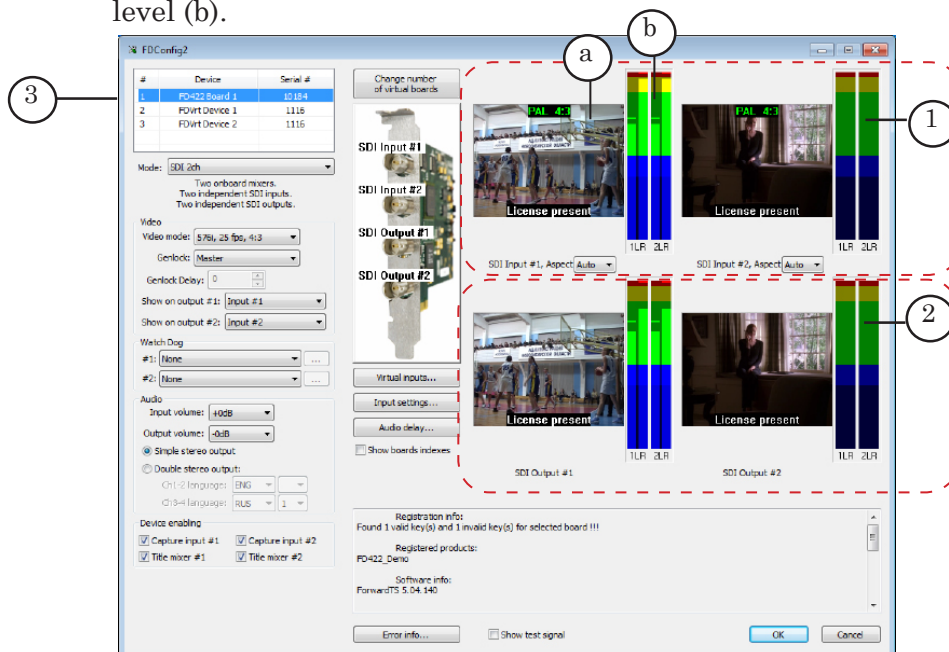 level (b).
FDConfig2
# Device Serial #
1 FD422 Board 1 10184
2 FDVirt Device 1 1116
3 FDVirt Device 2 1116
Mode: SDI 2ch
Two onboard mixers.
Two independent SDI inputs.
Two independent SDI outputs.
Video
Video mode: 576i, 25 fps, 4:3
Genlock: Master
Genlock Delay: 0
Show on output #1: Input #1
Show on output #2: Input #2
Watch Dog
#1: None ...
#2: None ...
Audio
Input volume: +0dB
Output volume: -0dB
Simple stereo output
Double stereo output:
Ch1-2 language: ENG
Ch3-4 language: RUS 1
Device enabling
Capture input #1 Capture input #2
Title mixer #1 Title mixer #2
Change number
of virtual boards
SDI Input #1
SDI Input #2
SDI Output #1
SDI Output #2
Virtual inputs...
Input settings...
Audio delay...
Show boards indexes
a
b
1
2
3
PAL 4:3
License present
1LR 2LR
SDI Input #1, Aspect Auto
PAL 4:3
License present
1LR 2LR
SDI Input #2, Aspect Auto
License present
1LR 2LR
SDI Output #1
License present
1LR 2LR
SDI Output #2
Registration info:
Found 1 valid key(s) and 1 invalid key(s) for selected board !!!
Registered products:
FD422_Demo
Software info:
ForwardTS 5.04.140
Error info...
Show test signal
OK
Cancel